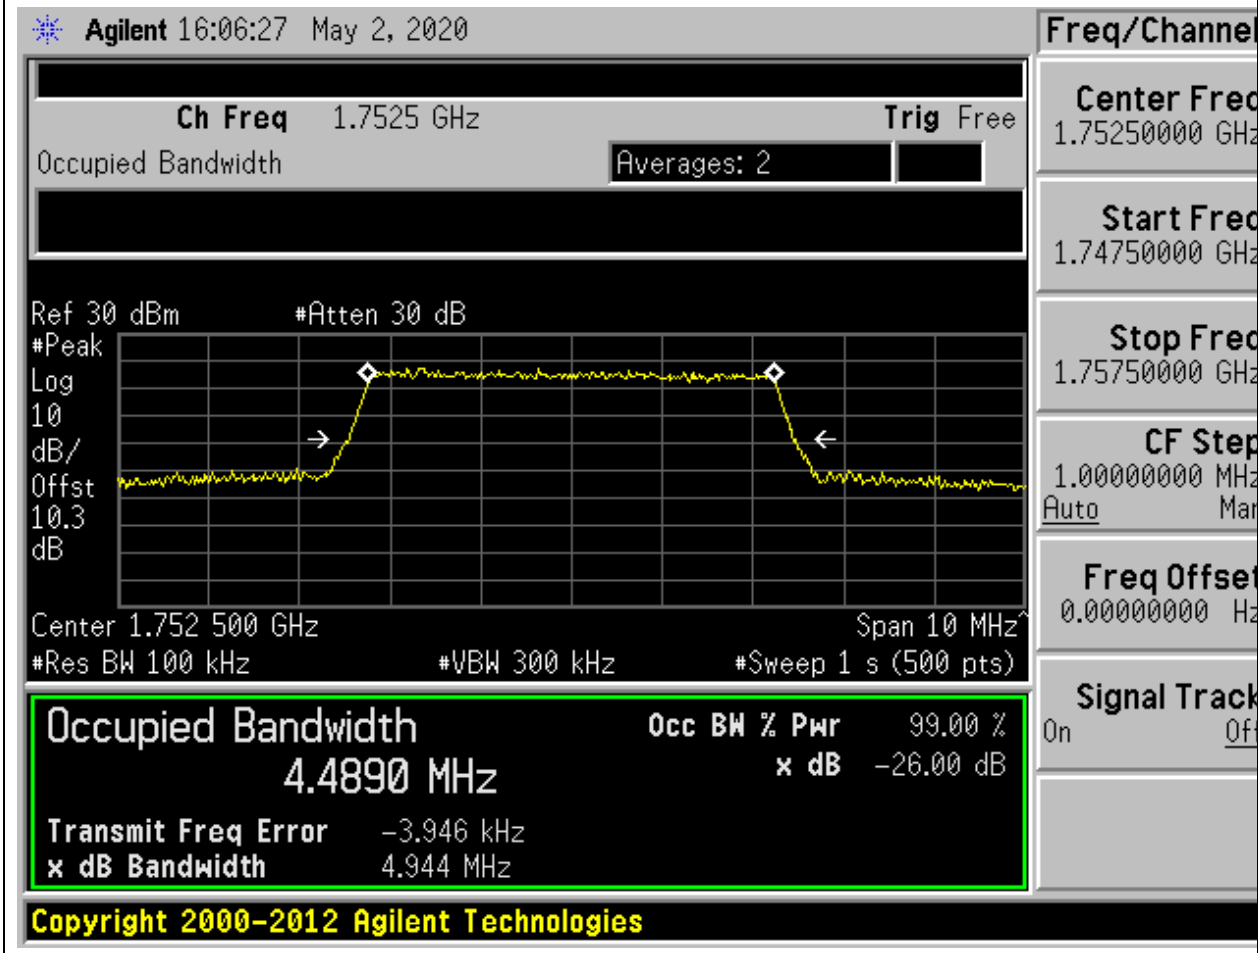 Agilent 16:06:27 May 2, 2020
Freq/Channel
Ch Freq 1.7525 GHz Trig Free
Occupied Bandwidth Averages: 2
Center Freq
1.75250000 GHz
Start Freq
1.74750000 GHz
Stop Freq
1.75750000 GHz
CF Step
1.00000000 MHz
Auto Man
Freq Offset
0.00000000 Hz
Signal Track
On Off
Ref 30 dBm #Atten 30 dB
#Peak
Log
10
dB/
Offst
10.3
dB
Center 1.752 500 GHz Span 10 MHz^
#Res BW 100 kHz #VBW 300 kHz #Sweep 1 s (500 pts)
Occupied Bandwidth Occ BW % Pwr 99.00 %
4.4890 MHz x dB -26.00 dB
Transmit Freq Error -3.946 kHz
x dB Bandwidth 4.944 MHz
Copyright 2000-2012 Agilent Technologies